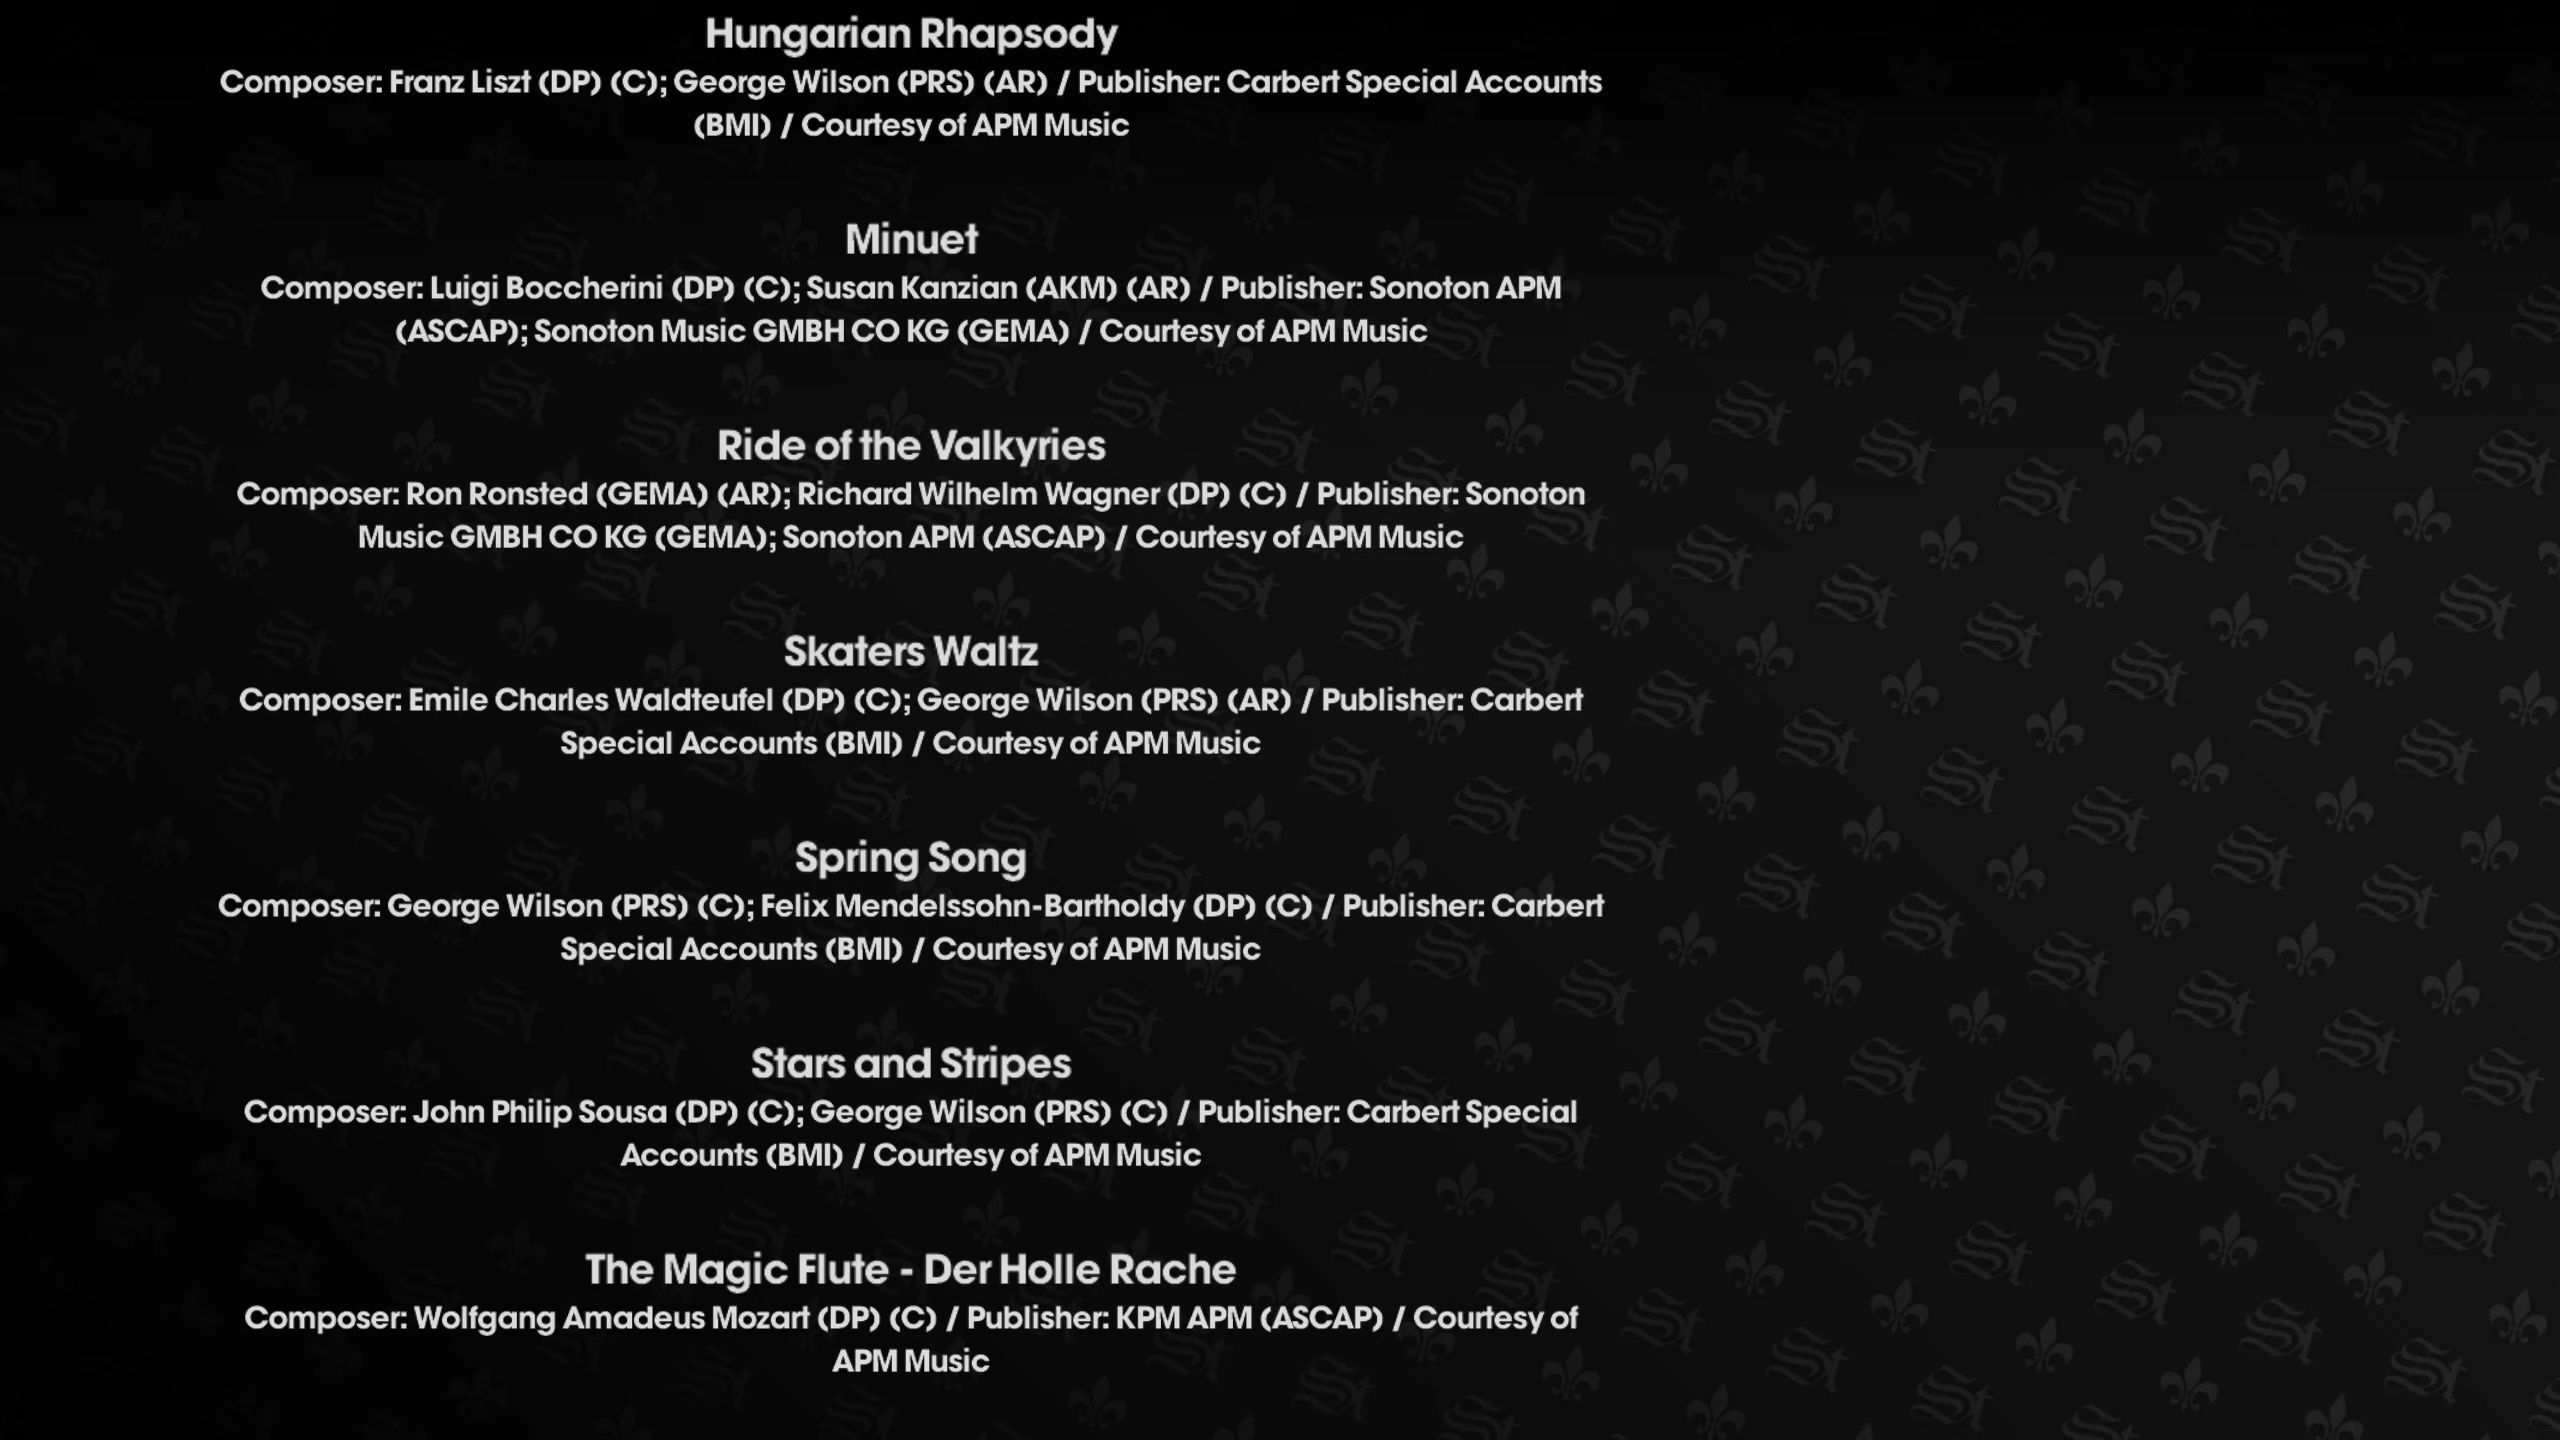 Hungarian Rhapsody
Composer: Franz Liszt (DP) (C); George Wilson (PRS) (AR) / Publisher: Carbert Special Accounts
(BMI) / Courtesy of APM Music
Minuet
Composer: Luigi Boccherini (DP) (C); Susan Kanzian (AKM) (AR) / Publisher: Sonoton APM
(ASCAP); Sonoton Music GMBH CO KG (GEMA) / Courtesy of APM Music
Ride of the Valkyries
Composer: Ron Ronsted (GEMA) (AR); Richard Wilhelm Wagner (DP) (C) / Publisher: Sonoton
Music GMBH CO KG (GEMA); Sonoton APM (ASCAP) / Courtesy of APM Music
Skaters Waltz
Composer: Emile Charles Waldteufel (DP) (C); George Wilson (PRS) (AR) / Publisher: Carbert
Special Accounts (BMI) / Courtesy of APM Music
Spring Song
Composer: George Wilson (PRS) (C); Felix Mendelssohn-Bartholdy (DP) (C) / Publisher: Carbert
Special Accounts (BMI) / Courtesy of APM Music
Stars and Stripes
Composer: John Philip Sousa (DP) (C); George Wilson (PRS) (C) / Publisher: Carbert Special
Accounts (BMI) / Courtesy of APM Music
The Magic Flute - Der Holle Rache
Composer: Wolfgang Amadeus Mozart (DP) (C) / Publisher: KPM APM (ASCAP) / Courtesy of
APM Music